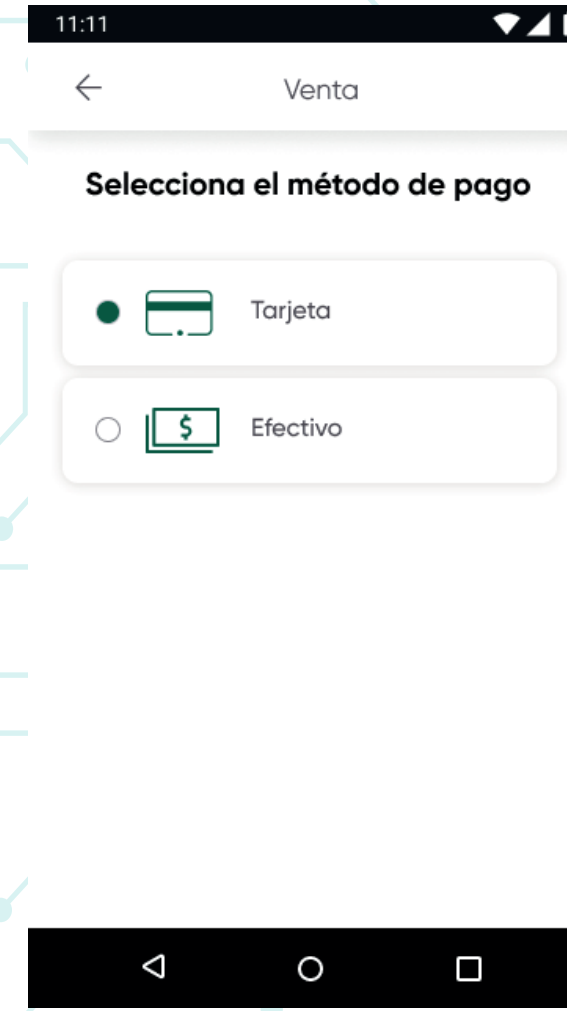 11:11
Venta
Selecciona el método de pago
Tarjeta
$
Efectivo